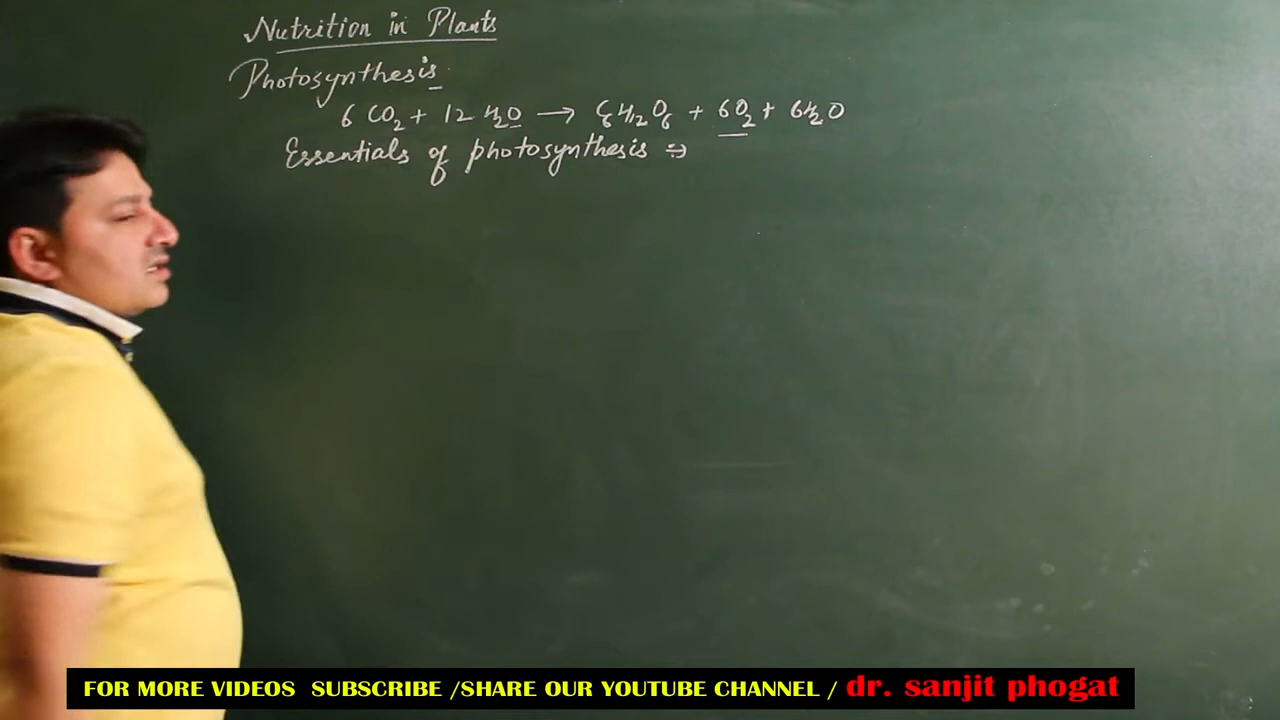 Nutrition in Plants
Photosynthesis
6 CO2 + 12 H2O → C6H12O6 + 6O2 + 6H2O
Essentials of photosynthesis ⇒
FOR MORE VIDEOS SUBSCRIBE /SHARE OUR YOUTUBE CHANNEL / dr. sanjit phogat